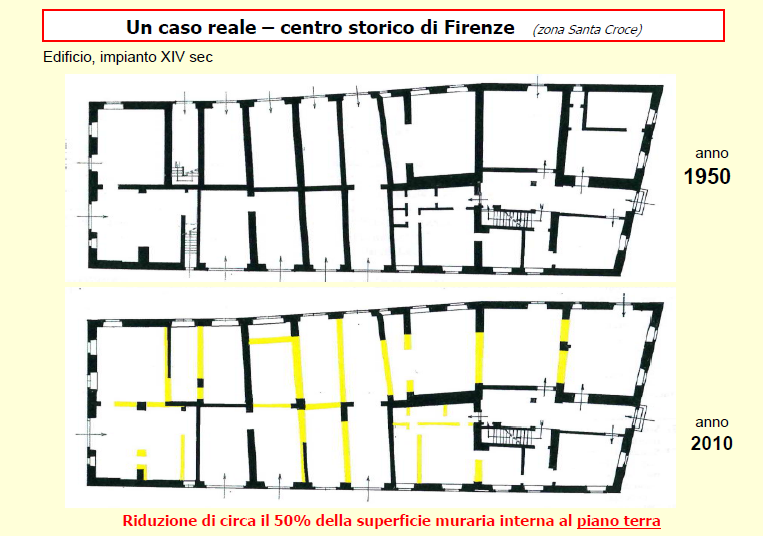 Un caso reale – centro storico di Firenze (zona Santa Croce)
Edificio, impianto XIV sec
anno
1950
anno
2010
Riduzione di circa il 50% della superficie muraria interna al piano terra